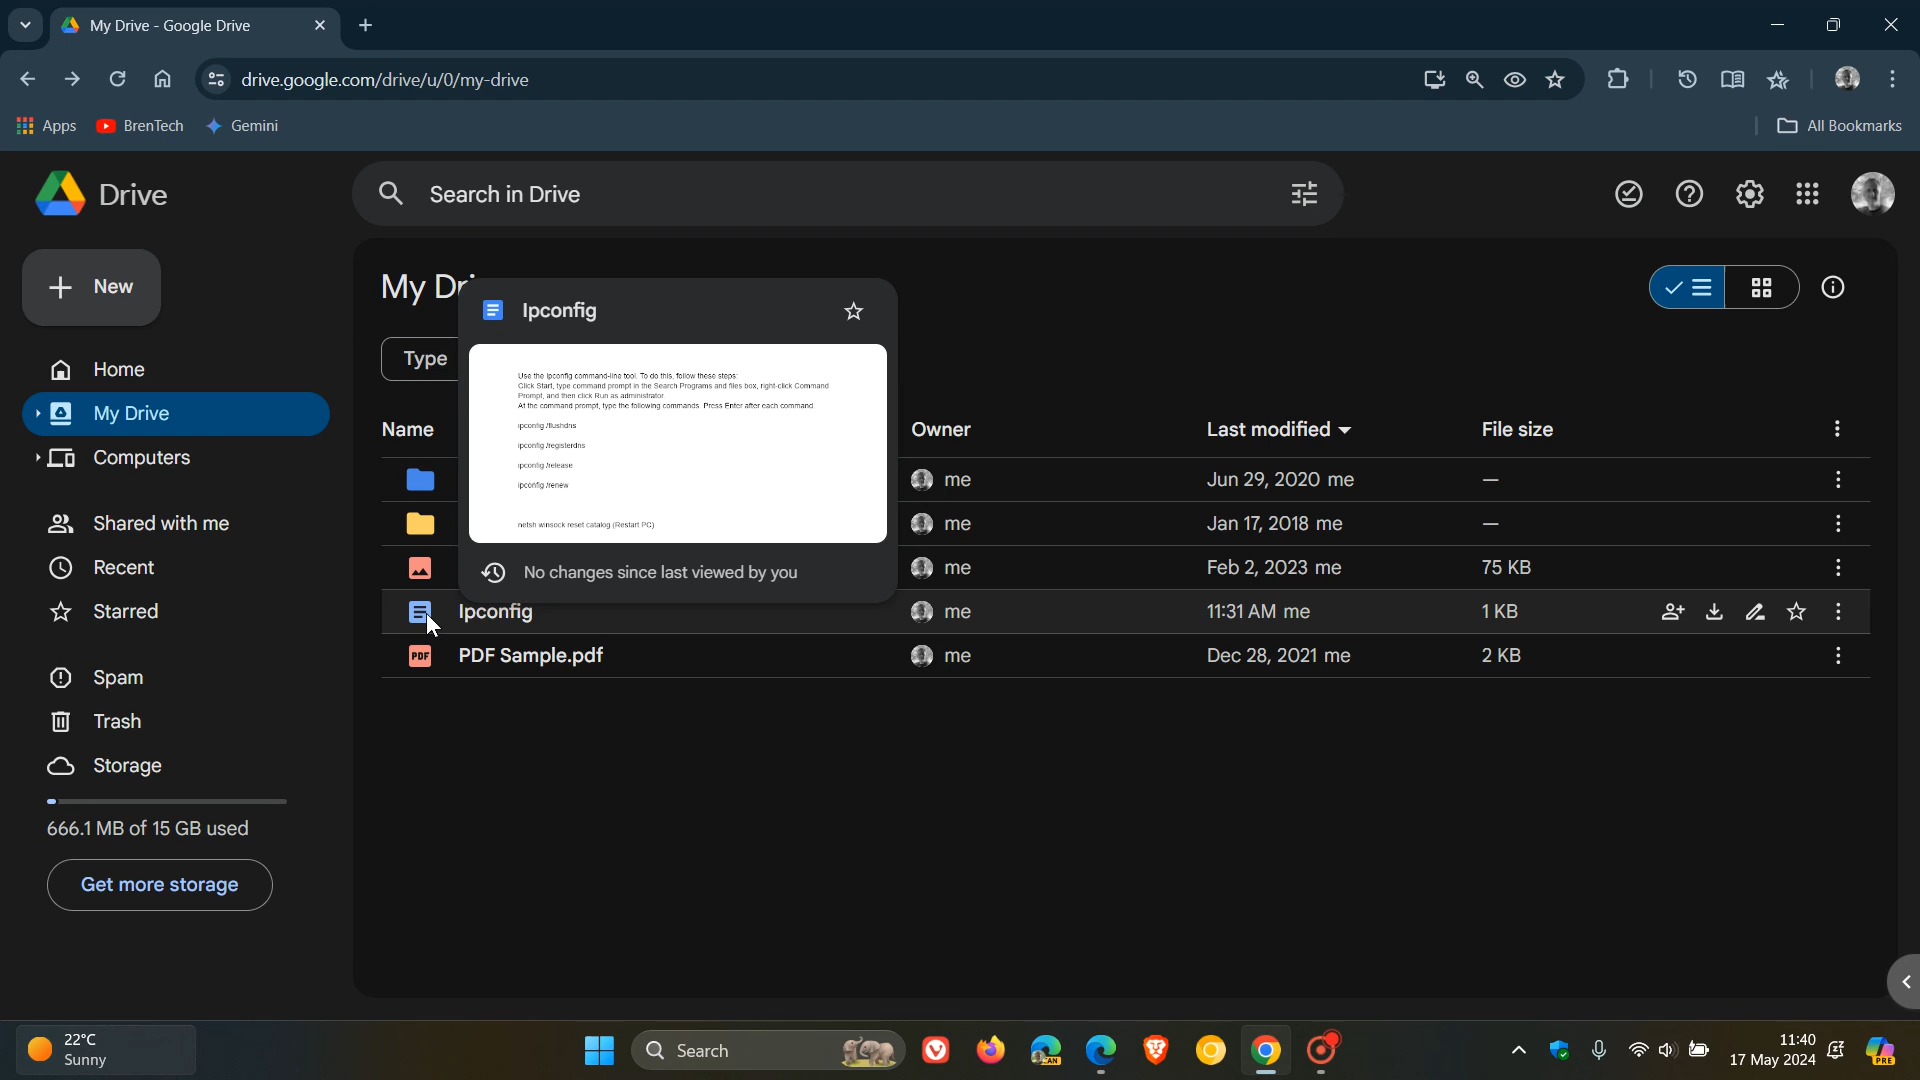 My Drive - Google Drive
drive.google.com/drive/u/0/my-drive
Apps
BrenTech
Gemini
All Bookmarks
Drive
Search in Drive
New
My Dri
Ipconfig
Type
Use the Ipconfig command-line tool. To do this, follow these steps:
Click Start, type command prompt in the Search Programs and files box, right-click Command
Prompt, and then click Run as administrator
At the command prompt, type the following commands. Press Enter after each command
ipconfig /flushdns
ipconfig /registerdns
ipconfig /release
ipconfig /renew
netsh winsock reset catalog (Restart PC)
No changes since last viewed by you
Home
My Drive
Computers
Shared with me
Recent
Starred
Spam
Trash
Storage
666.1 MB of 15 GB used
Get more storage
Name
Owner
Last modified
File size
me
Jun 29, 2020 me
—
me
Jan 17, 2018 me
—
me
Feb 2, 2023 me
75 KB
Ipconfig
me
11:31 AM me
1 KB
PDF
PDF Sample.pdf
me
Dec 28, 2021 me
2 KB
22°C
Sunny
Search
CAN
11:40
17 May 2024
PRE